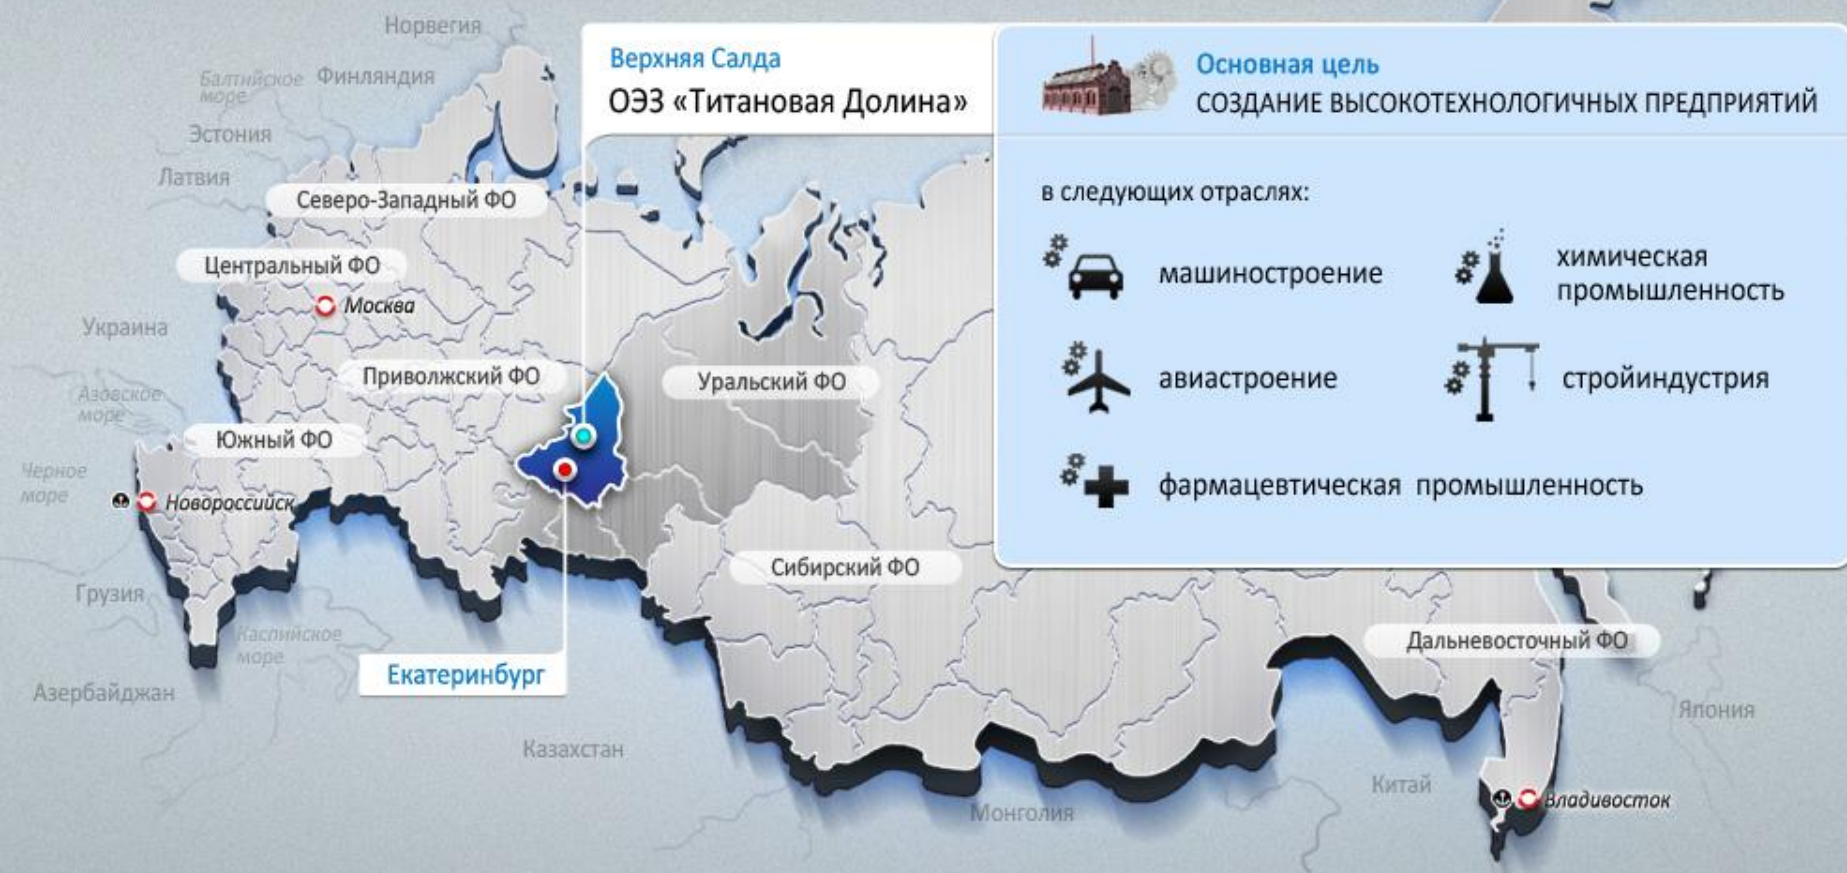 Норвегия
Балтийское
море
Финляндия
Эстония
Латвия
Верхняя Салда
ОЭЗ «Титановая Долина»
Основная цель
СОЗДАНИЕ ВЫСОКОТЕХНОЛОГИЧНЫХ ПРЕДПРИЯТИЙ
в следующих отраслях:
машиностроение
химическая
промышленность
авиастроение
стройиндустрия
фармацевтическая промышленность
Северо-Западный ФО
Центральный ФО
Москва
Украина
Приволжский ФО
Уральский ФО
Азовское
море
Южный ФО
Черное
море
Новороссийск
Сибирский ФО
Грузия
Каспийское
море
Дальневосточный ФО
Екатеринбург
Азербайджан
Япония
Казахстан
Китай
Монголия
Владивосток